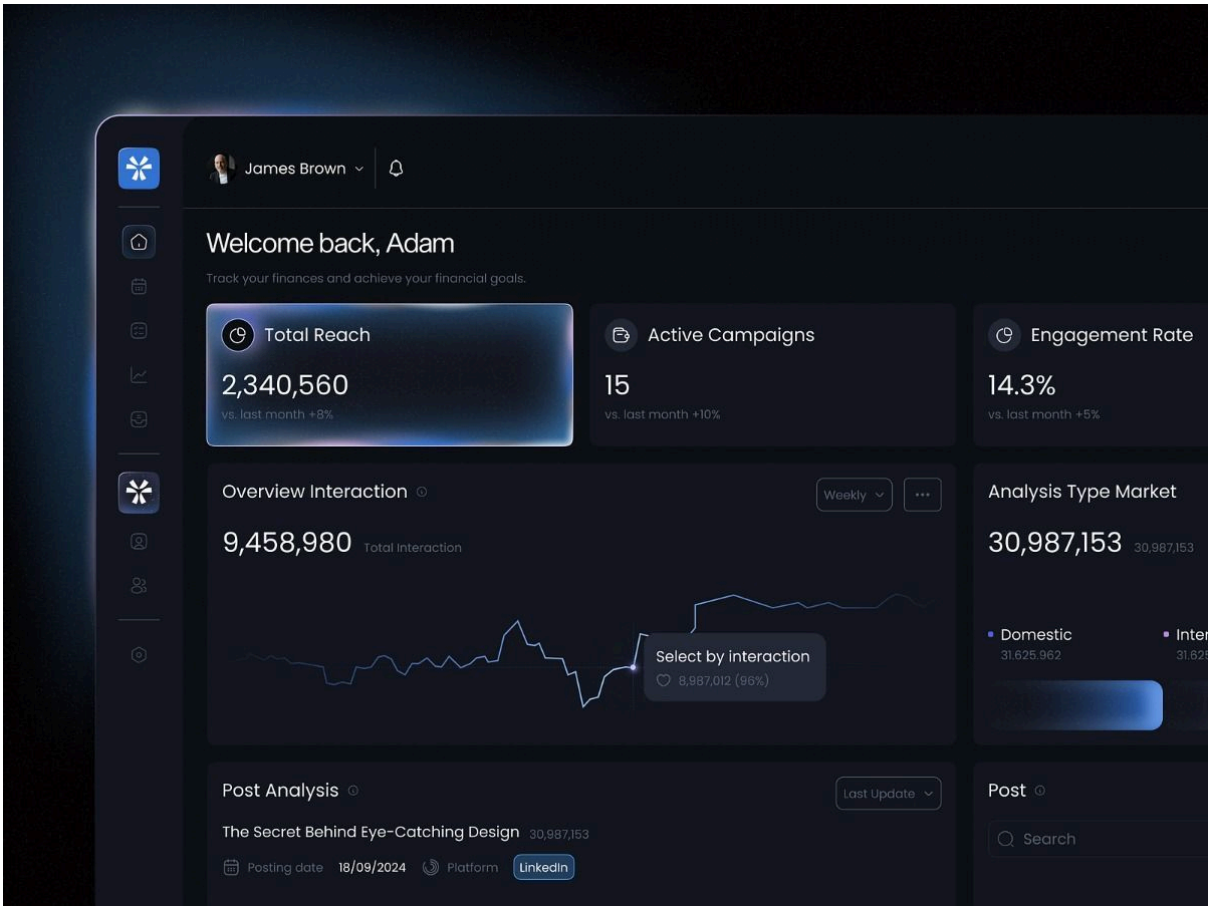 James Brown
Welcome back, Adam
Track your finances and achieve your financial goals.
Total Reach
2,340,560
vs. last month +8%
Active Campaigns
15
vs. last month +10%
Engagement Rate
14.3%
vs. last month +5%
Overview Interaction
Weekly
9,458,980 Total Interaction
Select by interaction
8,987,012 (96%)
Analysis Type Market
30,987,153 30,987,153
Domestic
31.625.962
Inter
31.625
Post Analysis
Last Update
The Secret Behind Eye-Catching Design 30,987,153
Posting date 18/09/2024 Platform LinkedIn
Post
Search